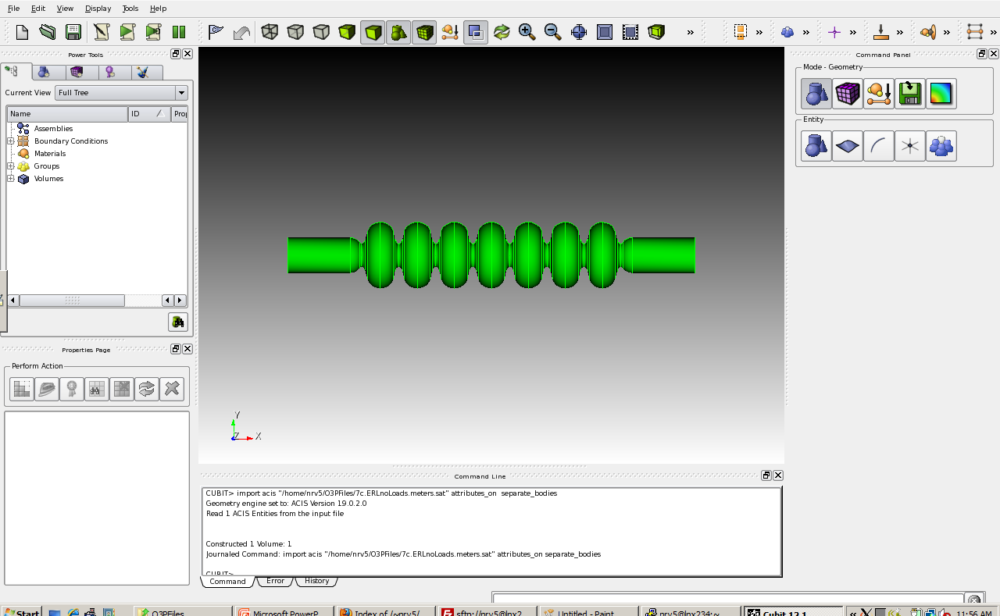 File Edit View Display Tools Help
» » » » » » »
Power Tools
Current View Full Tree
Name ID Prop
Assemblies
Boundary Conditions
Materials
Groups
Volumes
Properties Page
Perform Action
Y
Z X
Command Panel
Mode - Geometry
Entity
Command Line
CUBIT> import acis "/home/nrv5/O3PFiles/7c.ERLnoLoads.meters.sat" attributes_on separate_bodies
Geometry engine set to: ACIS Version 19.0.2.0
Read 1 ACIS Entities from the input file
Constructed 1 Volume: 1
Journaled Command: import acis "/home/nrv5/O3PFiles/7c.ERLnoLoads.meters.sat" attributes_on separate_bodies
CUBIT>
Command Error History
Start O3PFiles Microsoft PowerP... Index of /~nrv5/... sftp://nrv5@lnx2... Untitled - Paint nrv5@lnx234:~ Cubit 12.1 « 11:56 AM